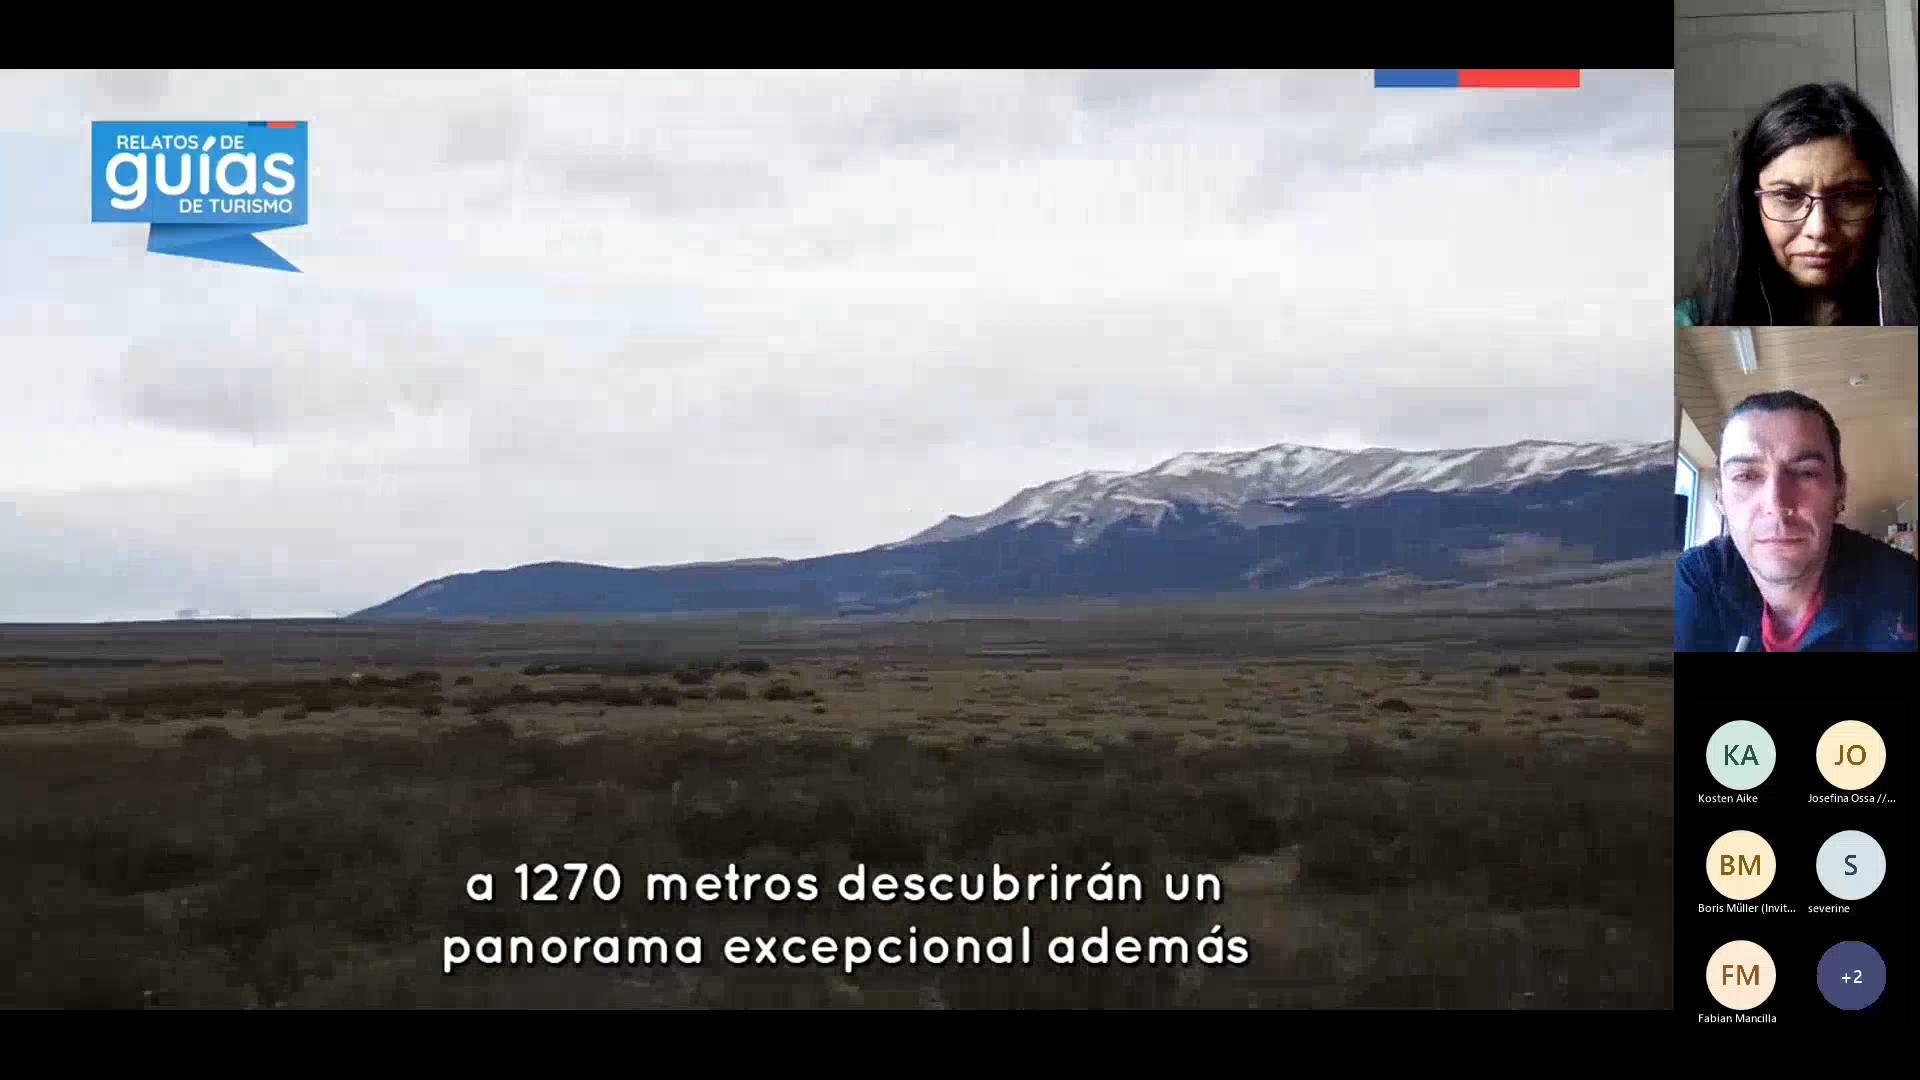 RELATOS DE
guías
DE TURISMO
a 1270 metros descubrirán un
panorama excepcional además
KA
Kosten Aike
JO
Josefina Ossa //...
BM
Boris Müller (Invit...
S
severine
FM
Fabian Mancilla
+2